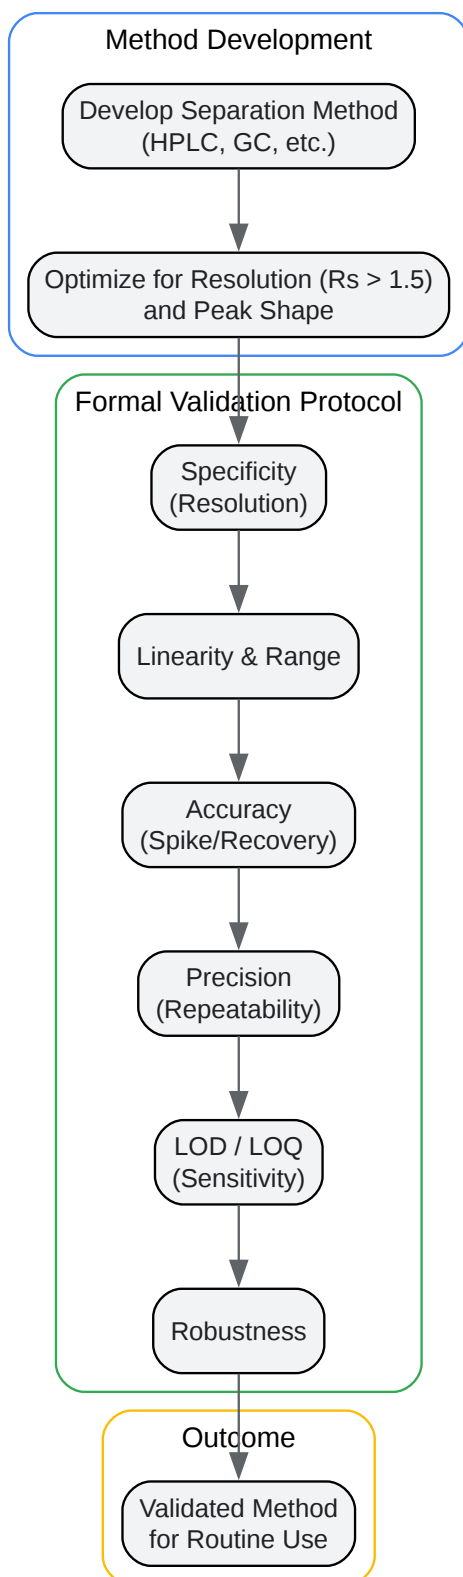 Method Development
Develop Separation Method
(HPLC, GC, etc.)
Optimize for Resolution (Rs > 1.5)
and Peak Shape
Formal Validation Protocol
Specificity
(Resolution)
Linearity & Range
Accuracy
(Spike/Recovery)
Precision
(Repeatability)
LOD / LOQ
(Sensitivity)
Robustness
Outcome
Validated Method
for Routine Use